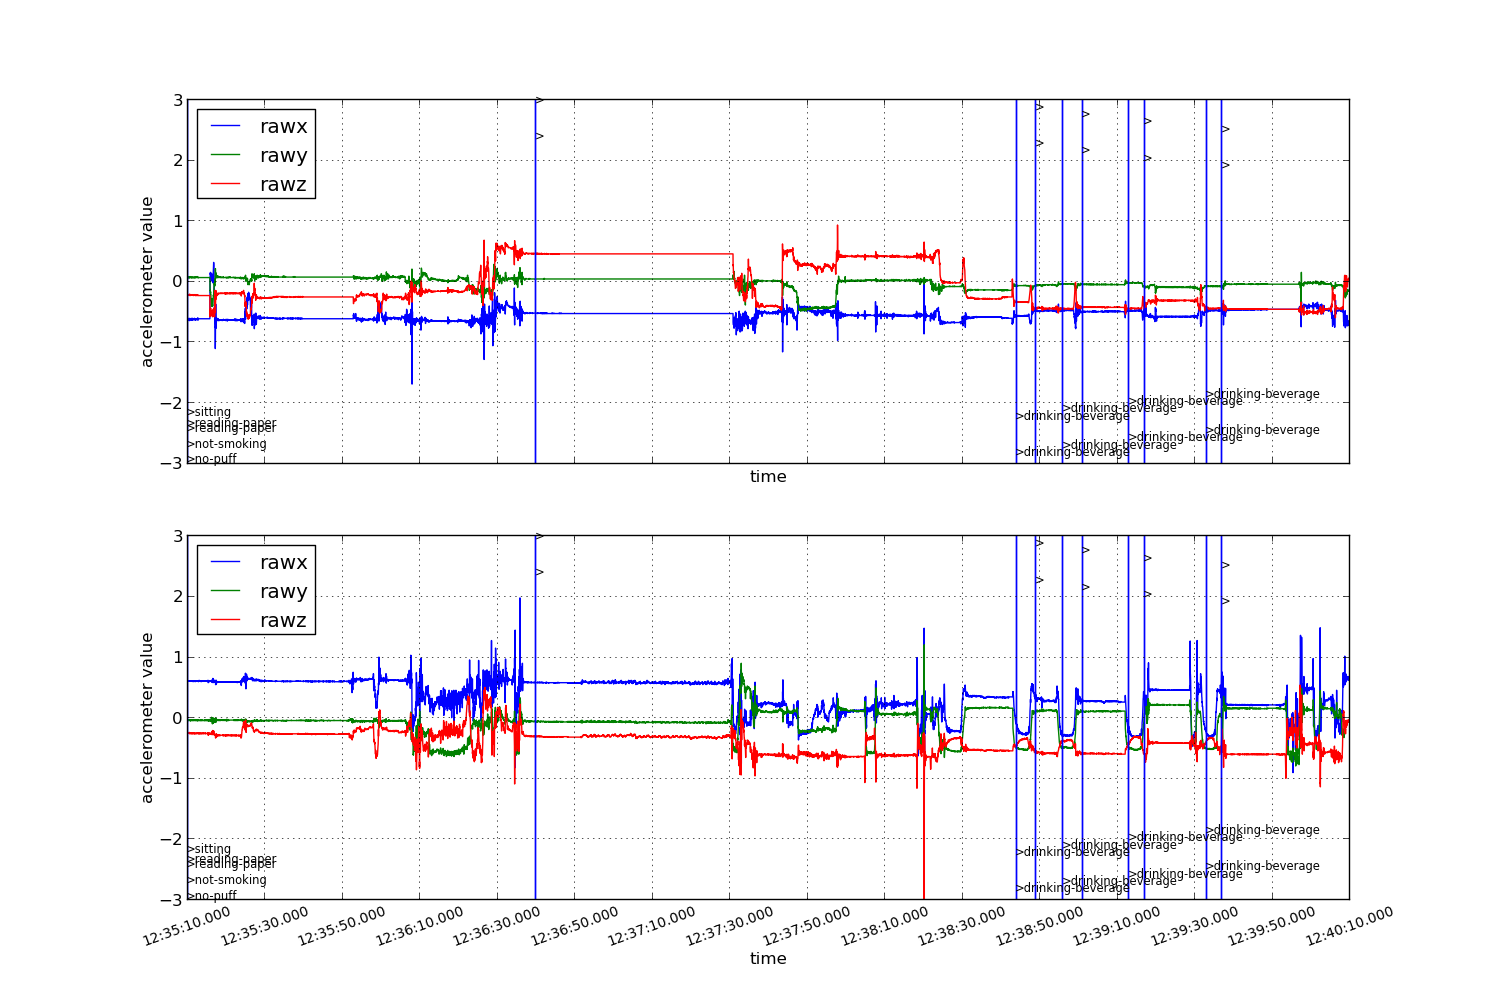 3
2
1
0
−1
−2
−3
accelerometer value
rawx
rawy
rawz
>
>
>
>
>
>
>
>
>
>
>sitting
>reading-paper
>reading-paper
>not-smoking
>no-puff
>drinking-beverage
>drinking-beverage
>drinking-beverage
>drinking-beverage
>drinking-beverage
>drinking-beverage
>drinking-beverage
>drinking-beverage
time
3
2
1
0
−1
−2
−3
accelerometer value
rawx
rawy
rawz
>
>
>
>
>
>
>
>
>
>
>sitting
>reading-paper
>reading-paper
>not-smoking
>no-puff
>drinking-beverage
>drinking-beverage
>drinking-beverage
>drinking-beverage
>drinking-beverage
>drinking-beverage
>drinking-beverage
>drinking-beverage
12:35:10.000
12:35:30.000
12:35:50.000
12:36:10.000
12:36:30.000
12:36:50.000
12:37:10.000
12:37:30.000
12:37:50.000
12:38:10.000
12:38:30.000
12:38:50.000
12:39:10.000
12:39:30.000
12:39:50.000
12:40:10.000
time